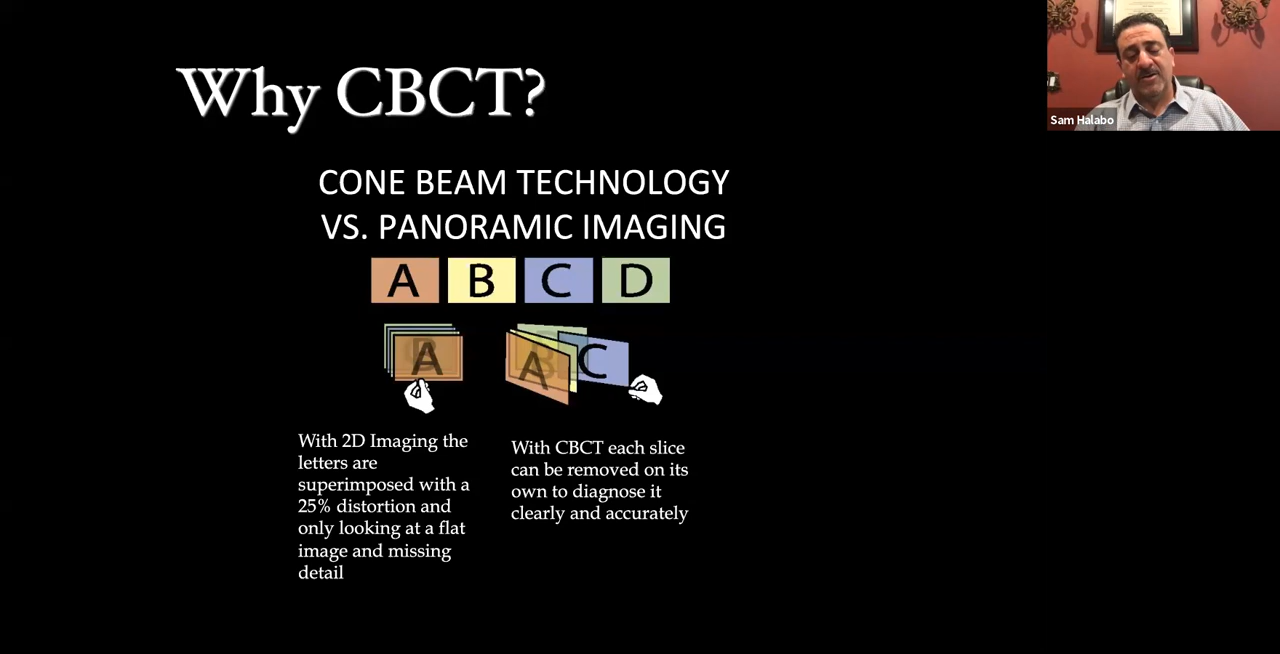 Why CBCT?
Sam Halabo
CONE BEAM TECHNOLOGY
VS. PANORAMIC IMAGING
A B C D
A
A C
With 2D Imaging the
letters are
superimposed with a
25% distortion and
only looking at a flat
image and missing
detail
With CBCT each slice
can be removed on its
own to diagnose it
clearly and accurately